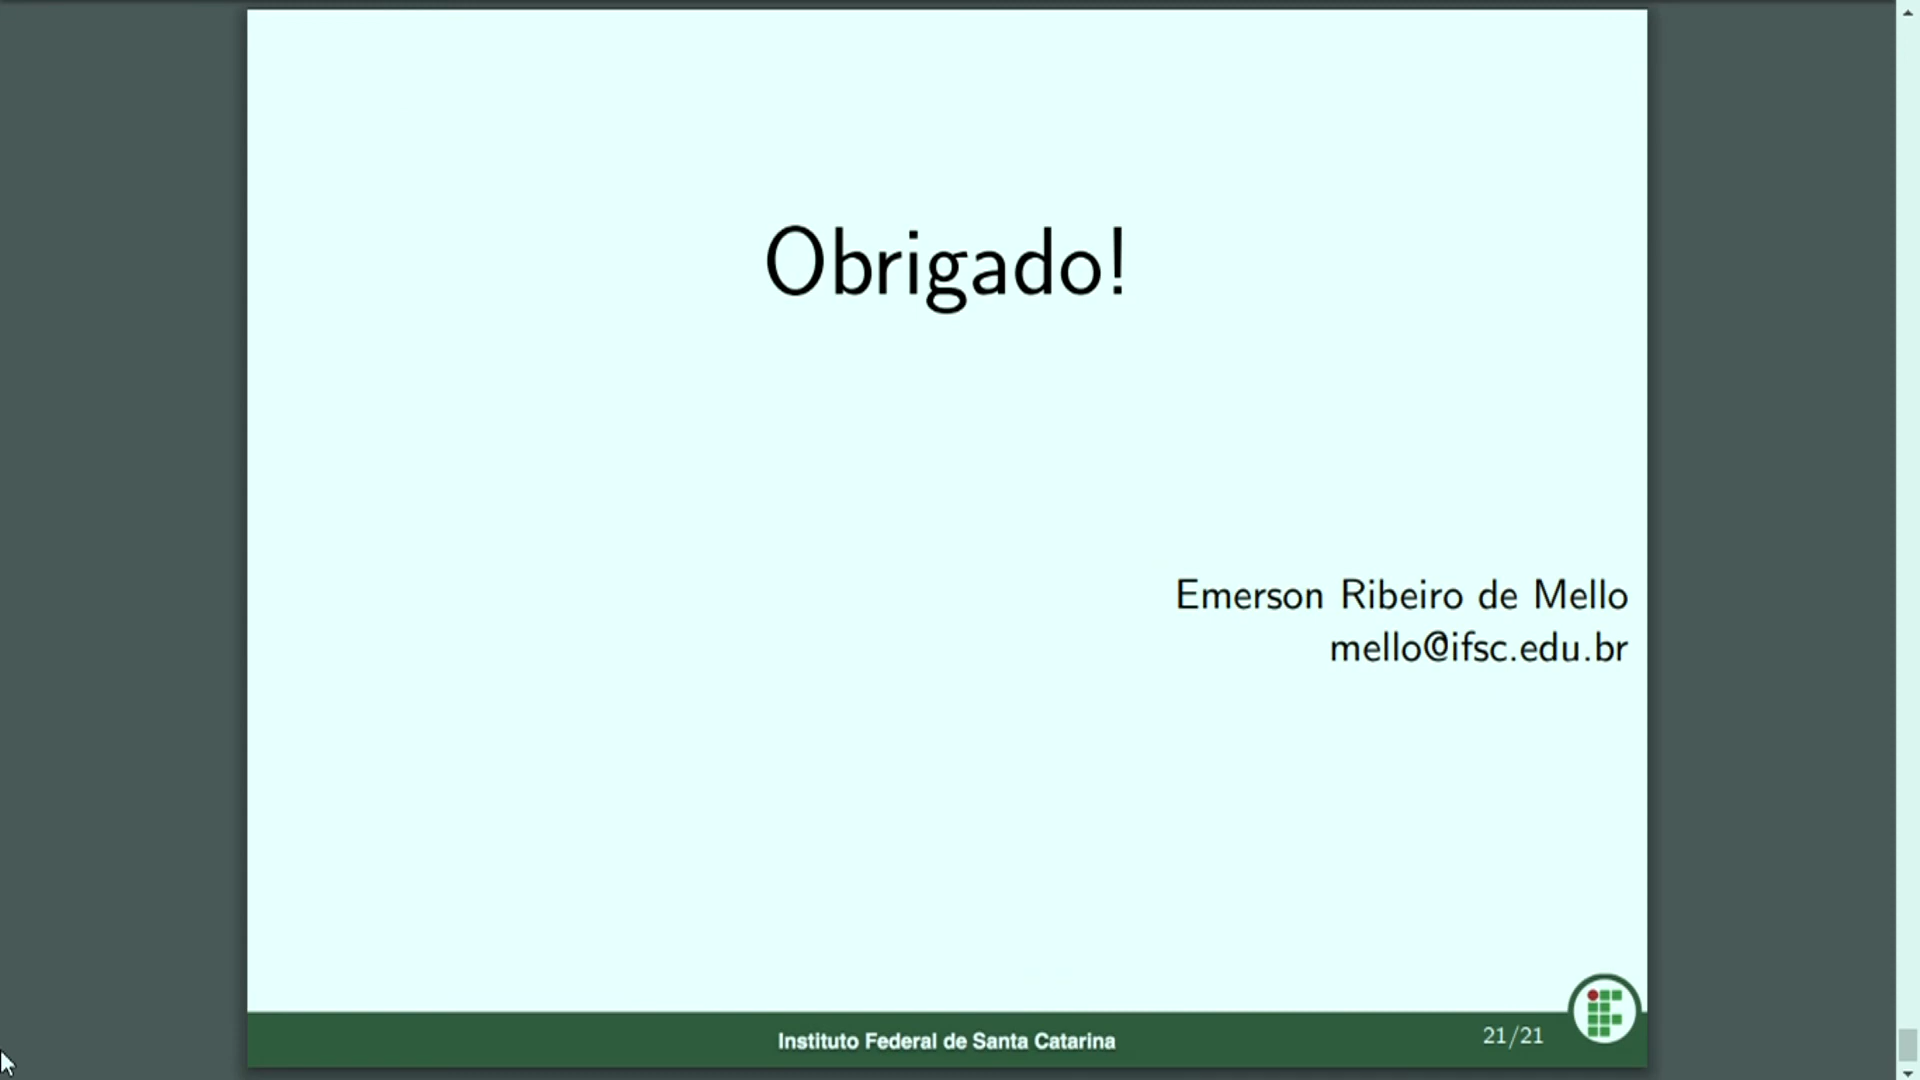 Obrigado!
Emerson Ribeiro de Mello
mello@ifsc.edu.br
Instituto Federal de Santa Catarina
21/21